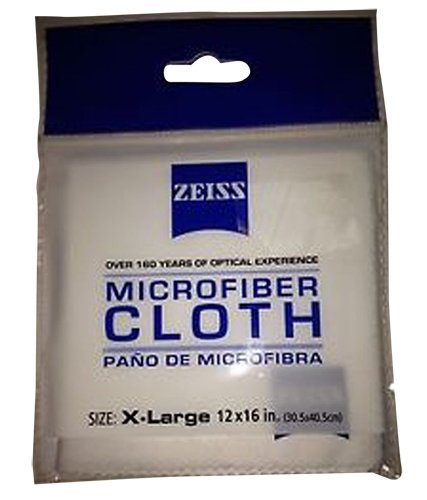 ZEISS
OVER 160 YEARS OF OPTICAL EXPERIENCE
MICROFIBER
CLOTH
PAÑO DE MICROFIBRA
SIZE: X-Large 12x16 in. (30.5x40.5cm)